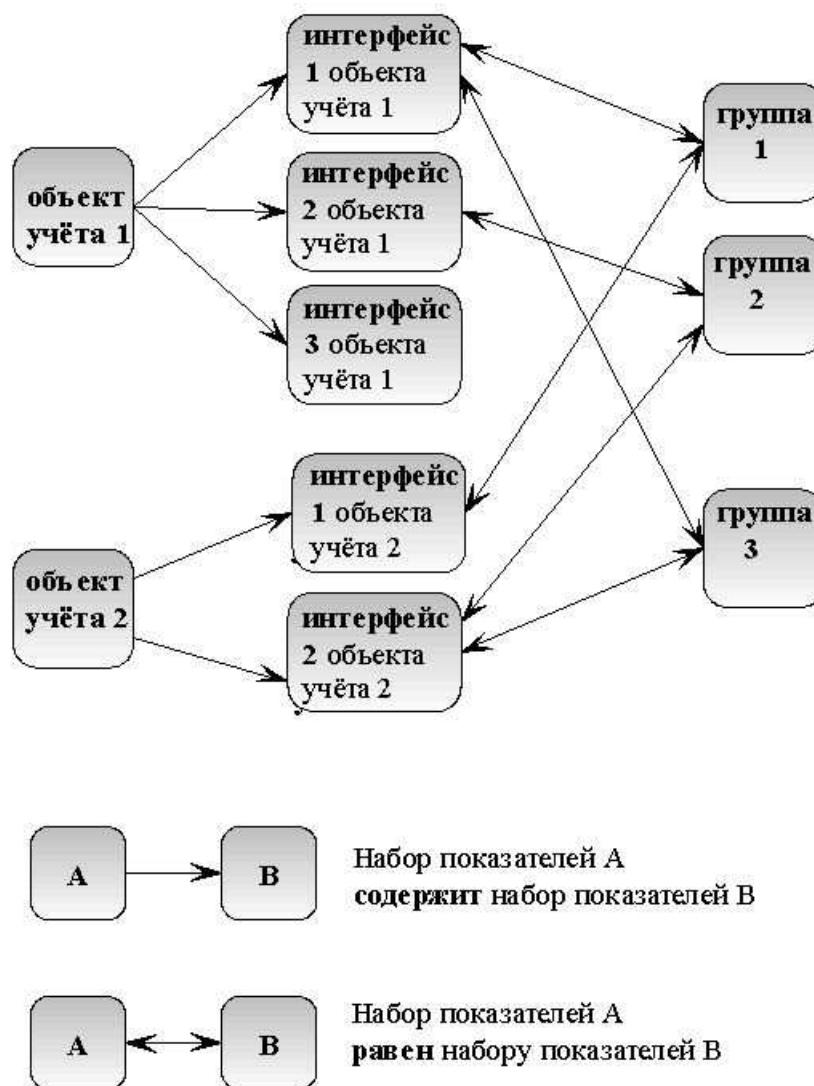 объект
учёта 1
интерфейс
1 объекта
учёта 1
интерфейс
2 объекта
учёта 1
интерфейс
3 объекта
учёта 1
группа
1
группа
2
объект
учёта 2
интерфейс
1 объекта
учёта 2
интерфейс
2 объекта
учёта 2
группа
3
А
В
Набор показателей А
содержит набор показателей В
А
В
Набор показателей А
равен набору показателей В